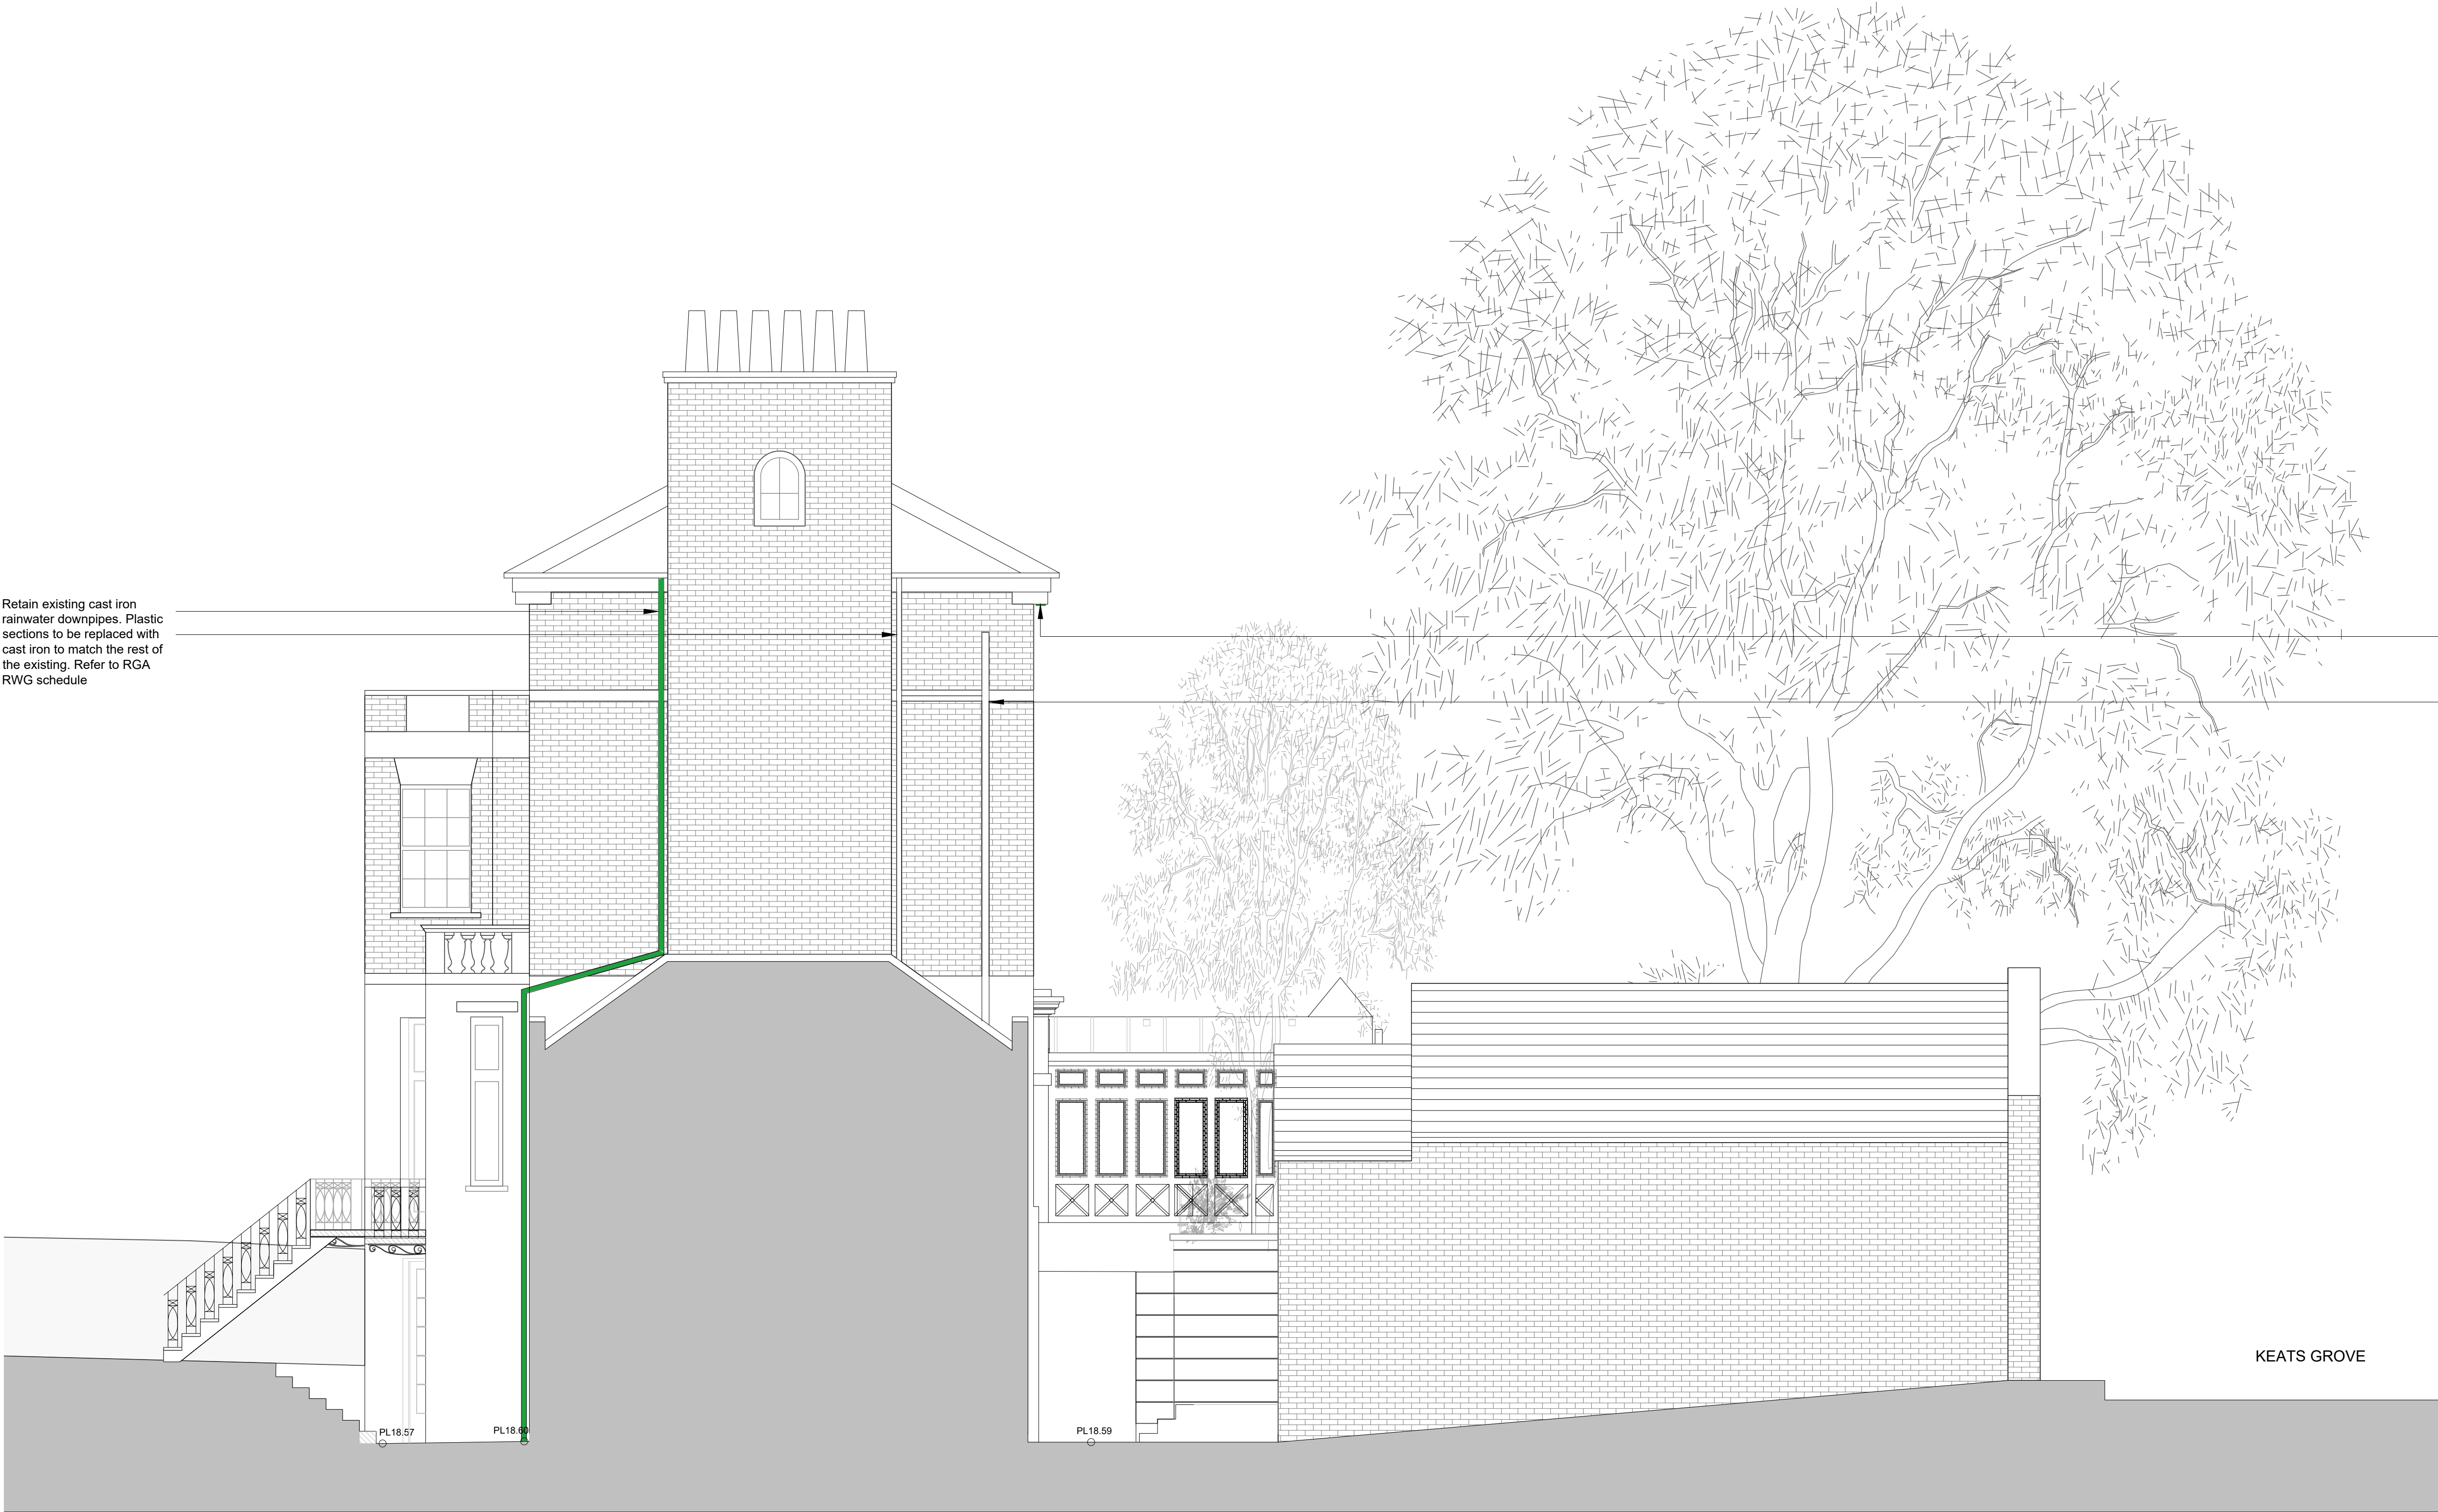 Retain existing cast iron
rainwater downpipes. Plastic
sections to be replaced with
cast iron to match the rest of
the existing. Refer to RGA
RWG schedule
KEATS GROVE
PL18.57
PL18.60
PL18.59